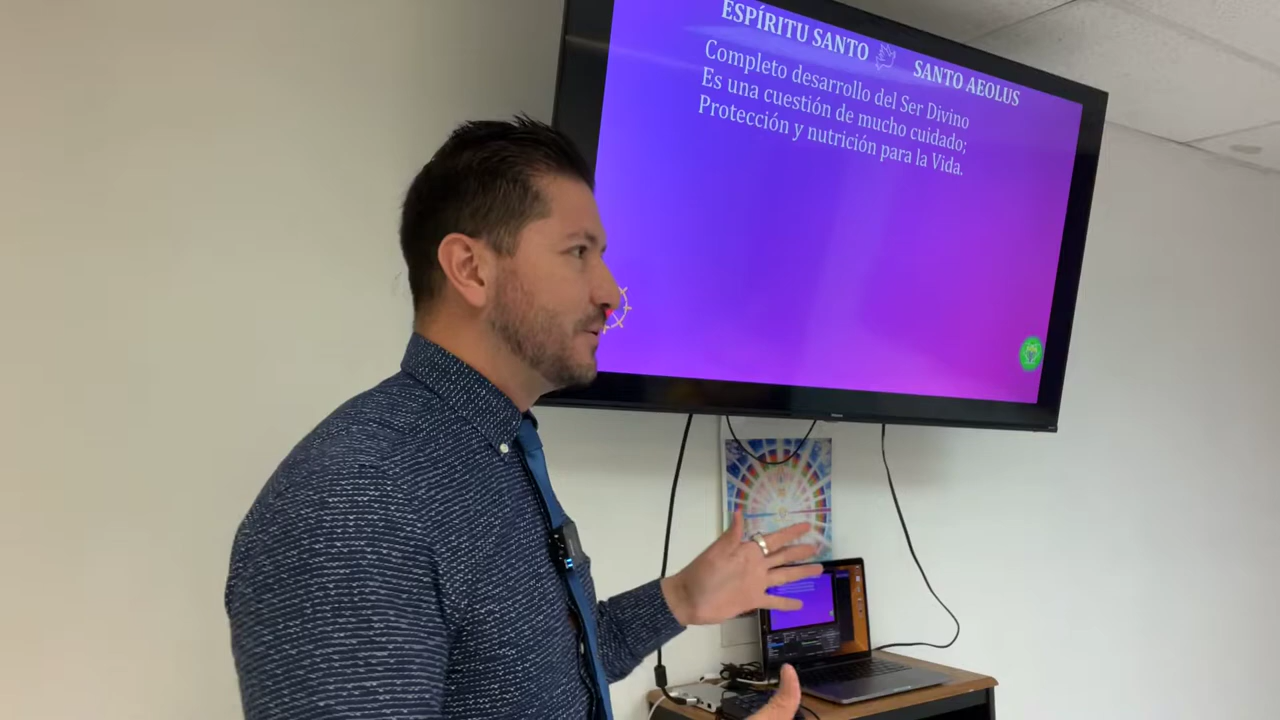 ESPÍRITU SANTO SANTO AEOLUS
Completo desarrollo del Ser Divino
Es una cuestión de mucho cuidado;
Protección y nutrición para la Vida.